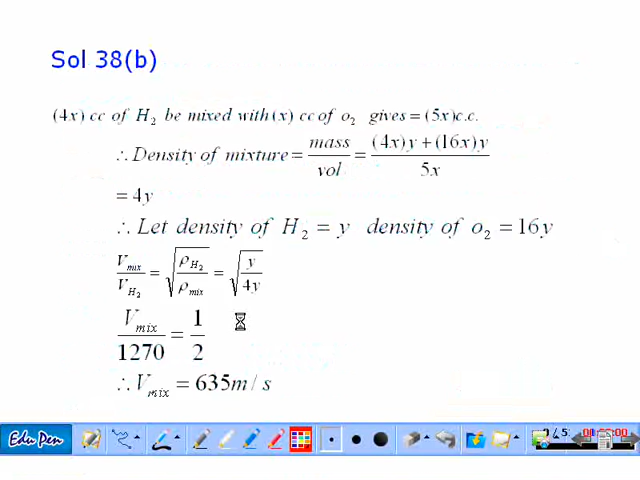 Sol 38(b)
(4x) cc of H₂ be mixed with (x) cc of o₂ gives = (5x)c.c.
∴ Density of mixture = mass/vol = ((4x)y + (16x)y)/5x
= 4y
∴ Let density of H₂ = y density of o₂ = 16y
V_mix/V_H₂ = √(ρ_H₂/ρ_mix) = √(y/4y)
V_mix/1270 = 1/2
∴ V_mix = 635m/s
Edu Pen